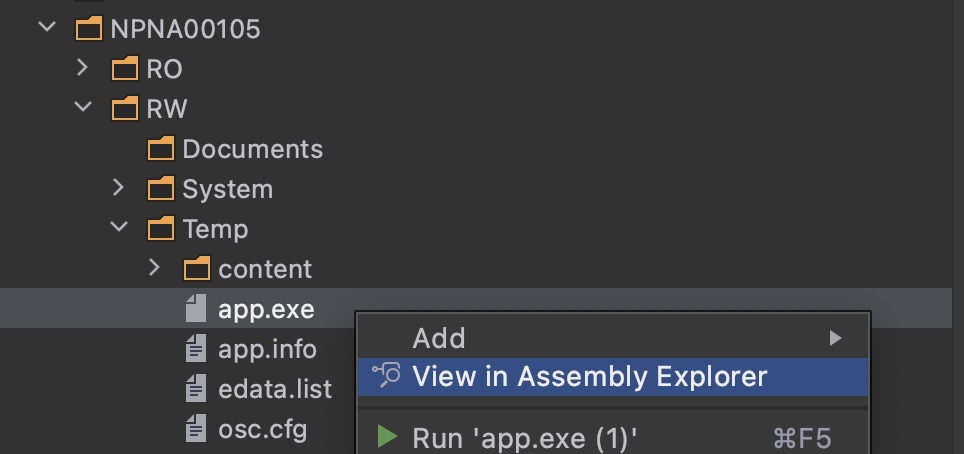 NPNA00105
RO
RW
Documents
System
Temp
content
app.exe
app.info
edata.list
osc.cfg
Add
View in Assembly Explorer
Run 'app.exe (1)' ⌘F5